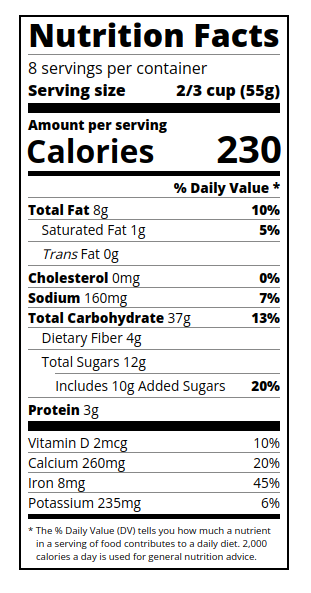 Nutrition Facts
8 servings per container
Serving size 2/3 cup (55g)
Amount per serving
Calories 230
% Daily Value *
Total Fat 8g 10%
Saturated Fat 1g 5%
Trans Fat 0g
Cholesterol 0mg 0%
Sodium 160mg 7%
Total Carbohydrate 37g 13%
Dietary Fiber 4g
Total Sugars 12g
Includes 10g Added Sugars 20%
Protein 3g
Vitamin D 2mcg 10%
Calcium 260mg 20%
Iron 8mg 45%
Potassium 235mg 6%
* The % Daily Value (DV) tells you how much a nutrient
in a serving of food contributes to a daily diet. 2,000
calories a day is used for general nutrition advice.